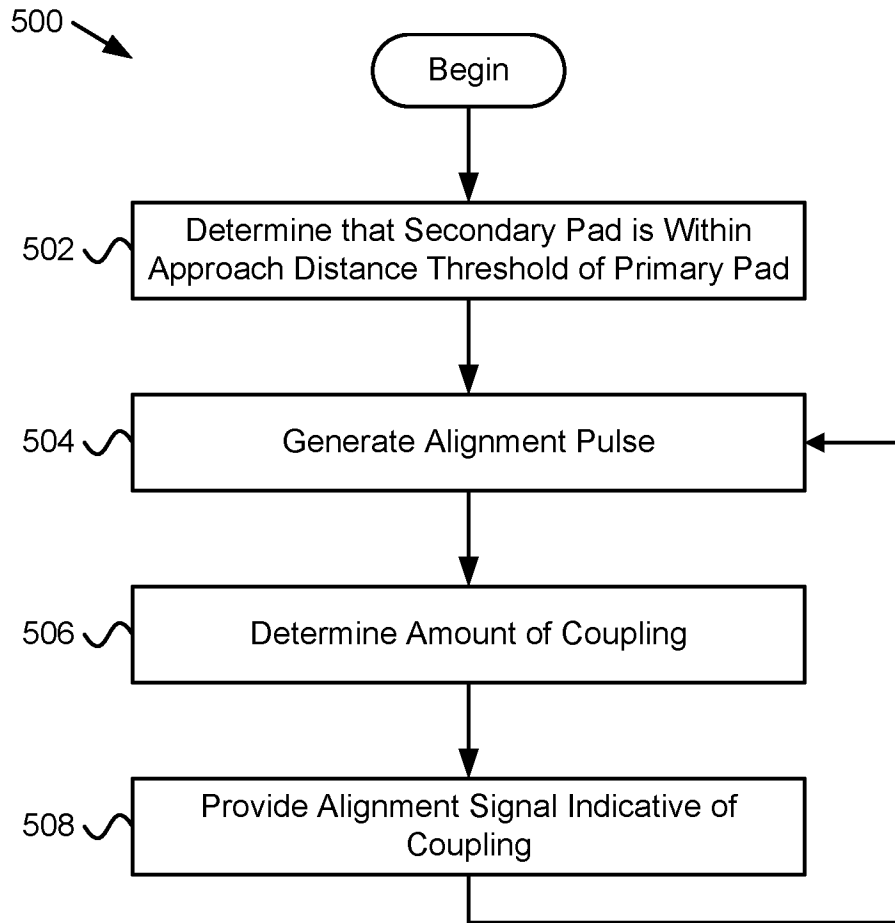 500
Begin
502
Determine that Secondary Pad is Within
Approach Distance Threshold of Primary Pad
504
Generate Alignment Pulse
506
Determine Amount of Coupling
508
Provide Alignment Signal Indicative of
Coupling